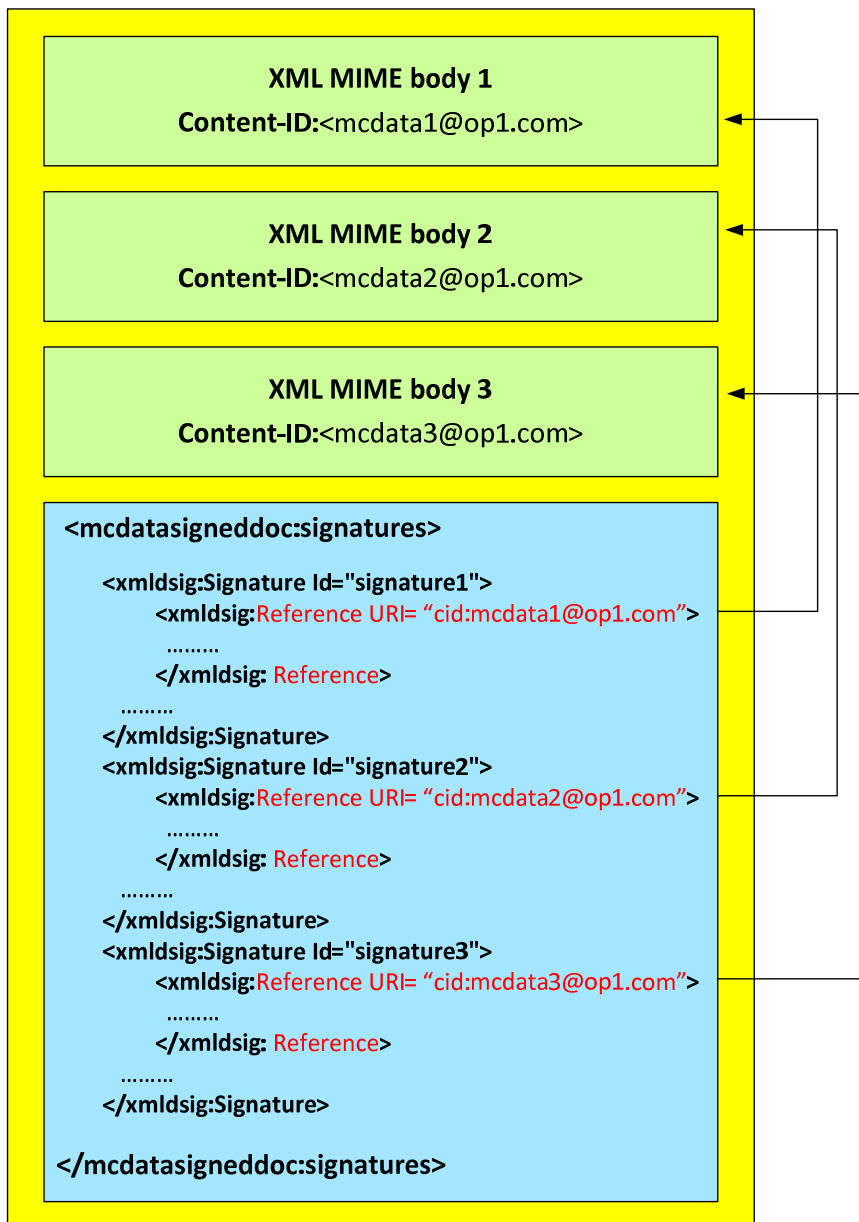 XML MIME body 1
Content-ID:<mcdata1@op1.com>
XML MIME body 2
Content-ID:<mcdata2@op1.com>
XML MIME body 3
Content-ID:<mcdata3@op1.com>
<mcdatasigneddoc:signatures>
<xmldsig:Signature Id="signature1">
<xmldsig:Reference URI= “cid:mcdata1@op1.com”>
.........
</xmldsig: Reference>
.........
</xmldsig:Signature>
<xmldsig:Signature Id="signature2">
<xmldsig:Reference URI= “cid:mcdata2@op1.com”>
.........
</xmldsig: Reference>
.........
</xmldsig:Signature>
<xmldsig:Signature Id="signature3">
<xmldsig:Reference URI= “cid:mcdata3@op1.com”>
.........
</xmldsig: Reference>
.........
</xmldsig:Signature>
</mcdatasigneddoc:signatures>